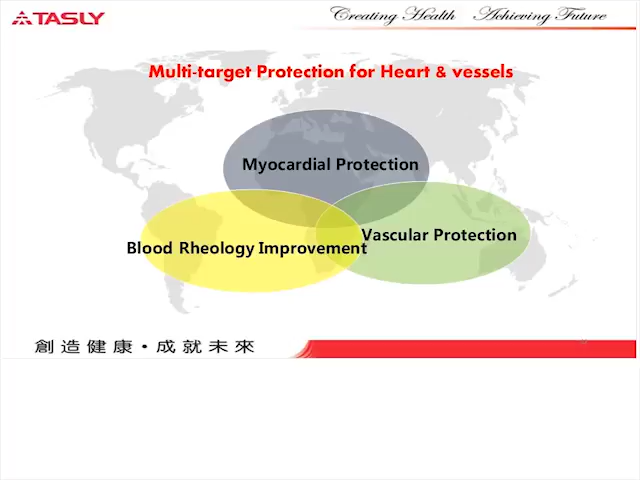 TASLY
Creating Health Achieving Future
Multi-target Protection for Heart & vessels
Myocardial Protection
Vascular Protection
Blood Rheology Improvement
創造健康·成就未來